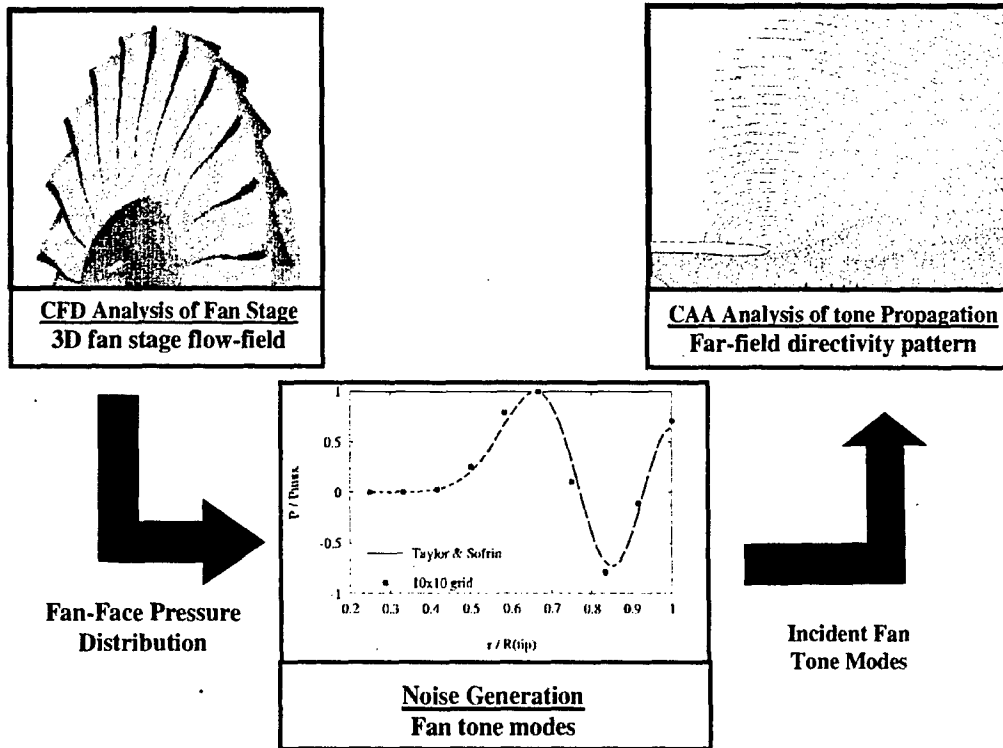 CFD Analysis of Fan Stage
3D fan stage flow-field
CAA Analysis of tone Propagation
Far-field directivity pattern
Fan-Face Pressure
Distribution
P / Pmax
1
0.5
0
-0.5
-1
Taylor & Sofrin
10x10 grid
0.2 0.3 0.4 0.5 0.6 0.7 0.8 0.9 1
r / R(tip)
Noise Generation
Fan tone modes
Incident Fan
Tone Modes